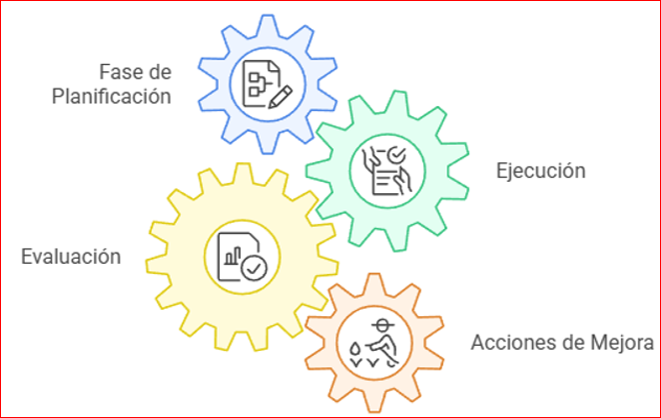 Fase de
Planificación
Ejecución
Evaluación
Acciones de Mejora